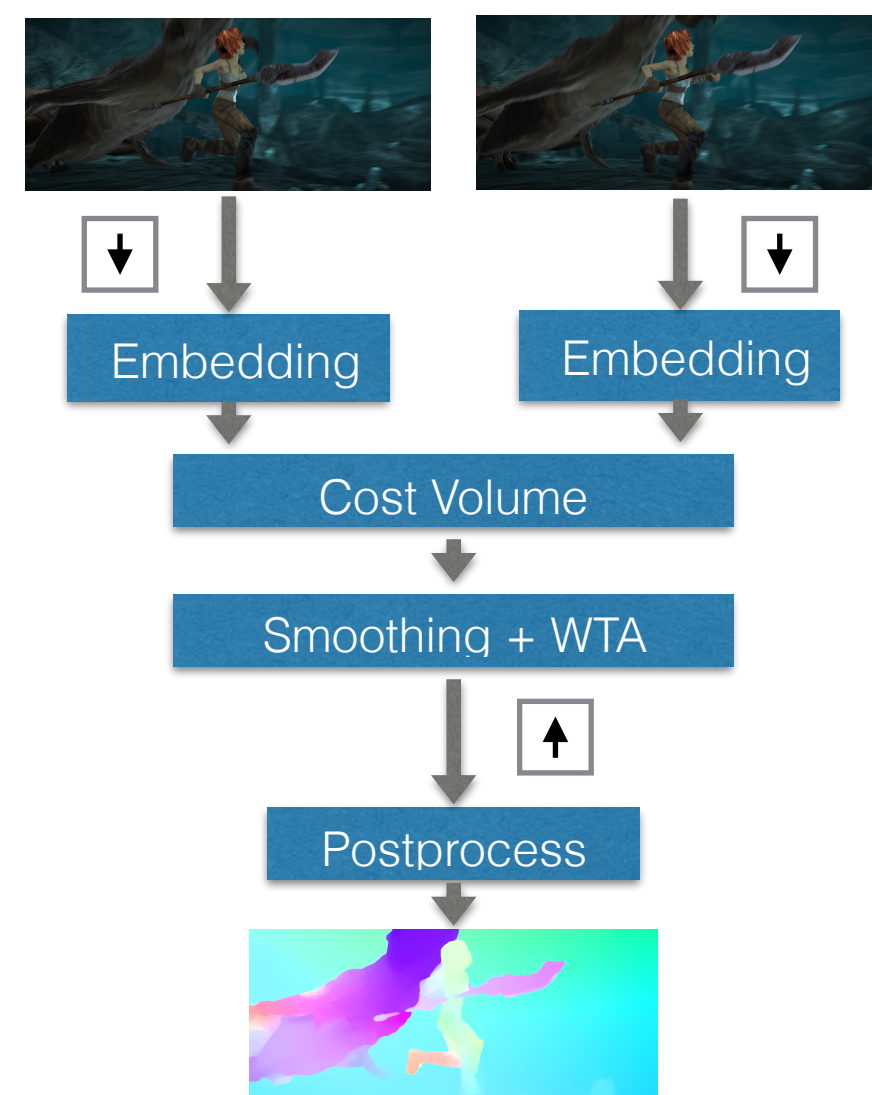 Embedding
Embedding
Cost Volume
Smoothing + WTA
Postprocess